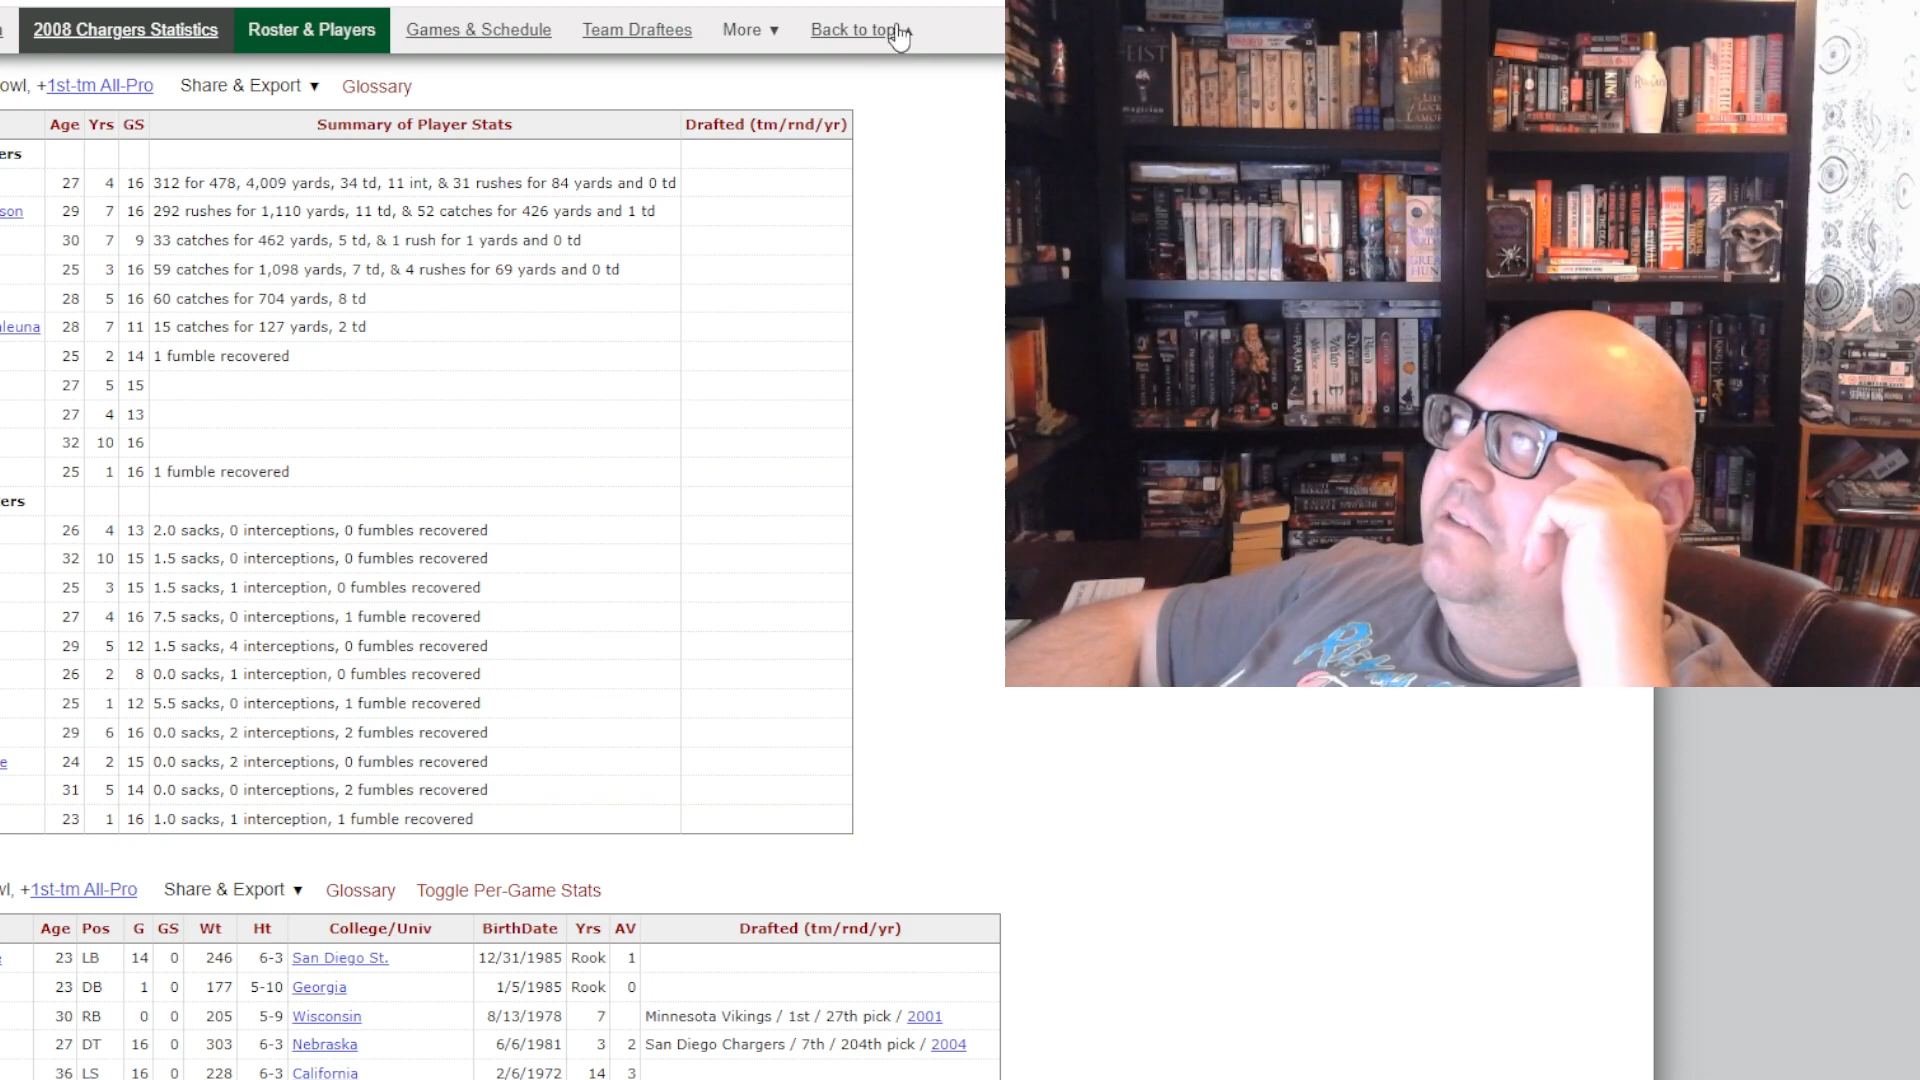 2008 Chargers Statistics Roster & Players Games & Schedule Team Draftees More ▼ Back to top
owl, +1st-tm All-Pro Share & Export ▼ Glossary
Age Yrs GS Summary of Player Stats Drafted (tm/rnd/yr)
ers
27 4 16 312 for 478, 4,009 yards, 34 td, 11 int, & 31 rushes for 84 yards and 0 td
son 29 7 16 292 rushes for 1,110 yards, 11 td, & 52 catches for 426 yards and 1 td
30 7 9 33 catches for 462 yards, 5 td, & 1 rush for 1 yards and 0 td
25 3 16 59 catches for 1,098 yards, 7 td, & 4 rushes for 69 yards and 0 td
28 5 16 60 catches for 704 yards, 8 td
aleuna 28 7 11 15 catches for 127 yards, 2 td
25 2 14 1 fumble recovered
27 5 15
27 4 13
32 10 16
25 1 16 1 fumble recovered
ers
26 4 13 2.0 sacks, 0 interceptions, 0 fumbles recovered
32 10 15 1.5 sacks, 0 interceptions, 0 fumbles recovered
25 3 15 1.5 sacks, 1 interception, 0 fumbles recovered
27 4 16 7.5 sacks, 0 interceptions, 1 fumble recovered
29 5 12 1.5 sacks, 4 interceptions, 0 fumbles recovered
26 2 8 0.0 sacks, 1 interception, 0 fumbles recovered
25 1 12 5.5 sacks, 0 interceptions, 1 fumble recovered
29 6 16 0.0 sacks, 2 interceptions, 2 fumbles recovered
e 24 2 15 0.0 sacks, 2 interceptions, 0 fumbles recovered
31 5 14 0.0 sacks, 0 interceptions, 2 fumbles recovered
23 1 16 1.0 sacks, 1 interception, 1 fumble recovered
wl, +1st-tm All-Pro Share & Export ▼ Glossary Toggle Per-Game Stats
Age Pos G GS Wt Ht College/Univ BirthDate Yrs AV Drafted (tm/rnd/yr)
23 LB 14 0 246 6-3 San Diego St. 12/31/1985 Rook 1
23 DB 1 0 177 5-10 Georgia 1/5/1985 Rook 0
30 RB 0 0 205 5-9 Wisconsin 8/13/1978 7 Minnesota Vikings / 1st / 27th pick / 2001
27 DT 16 0 303 6-3 Nebraska 6/6/1981 3 2 San Diego Chargers / 7th / 204th pick / 2004
36 LS 16 0 228 6-3 California 2/6/1972 14 3
magician
KING
KING
PARIAH